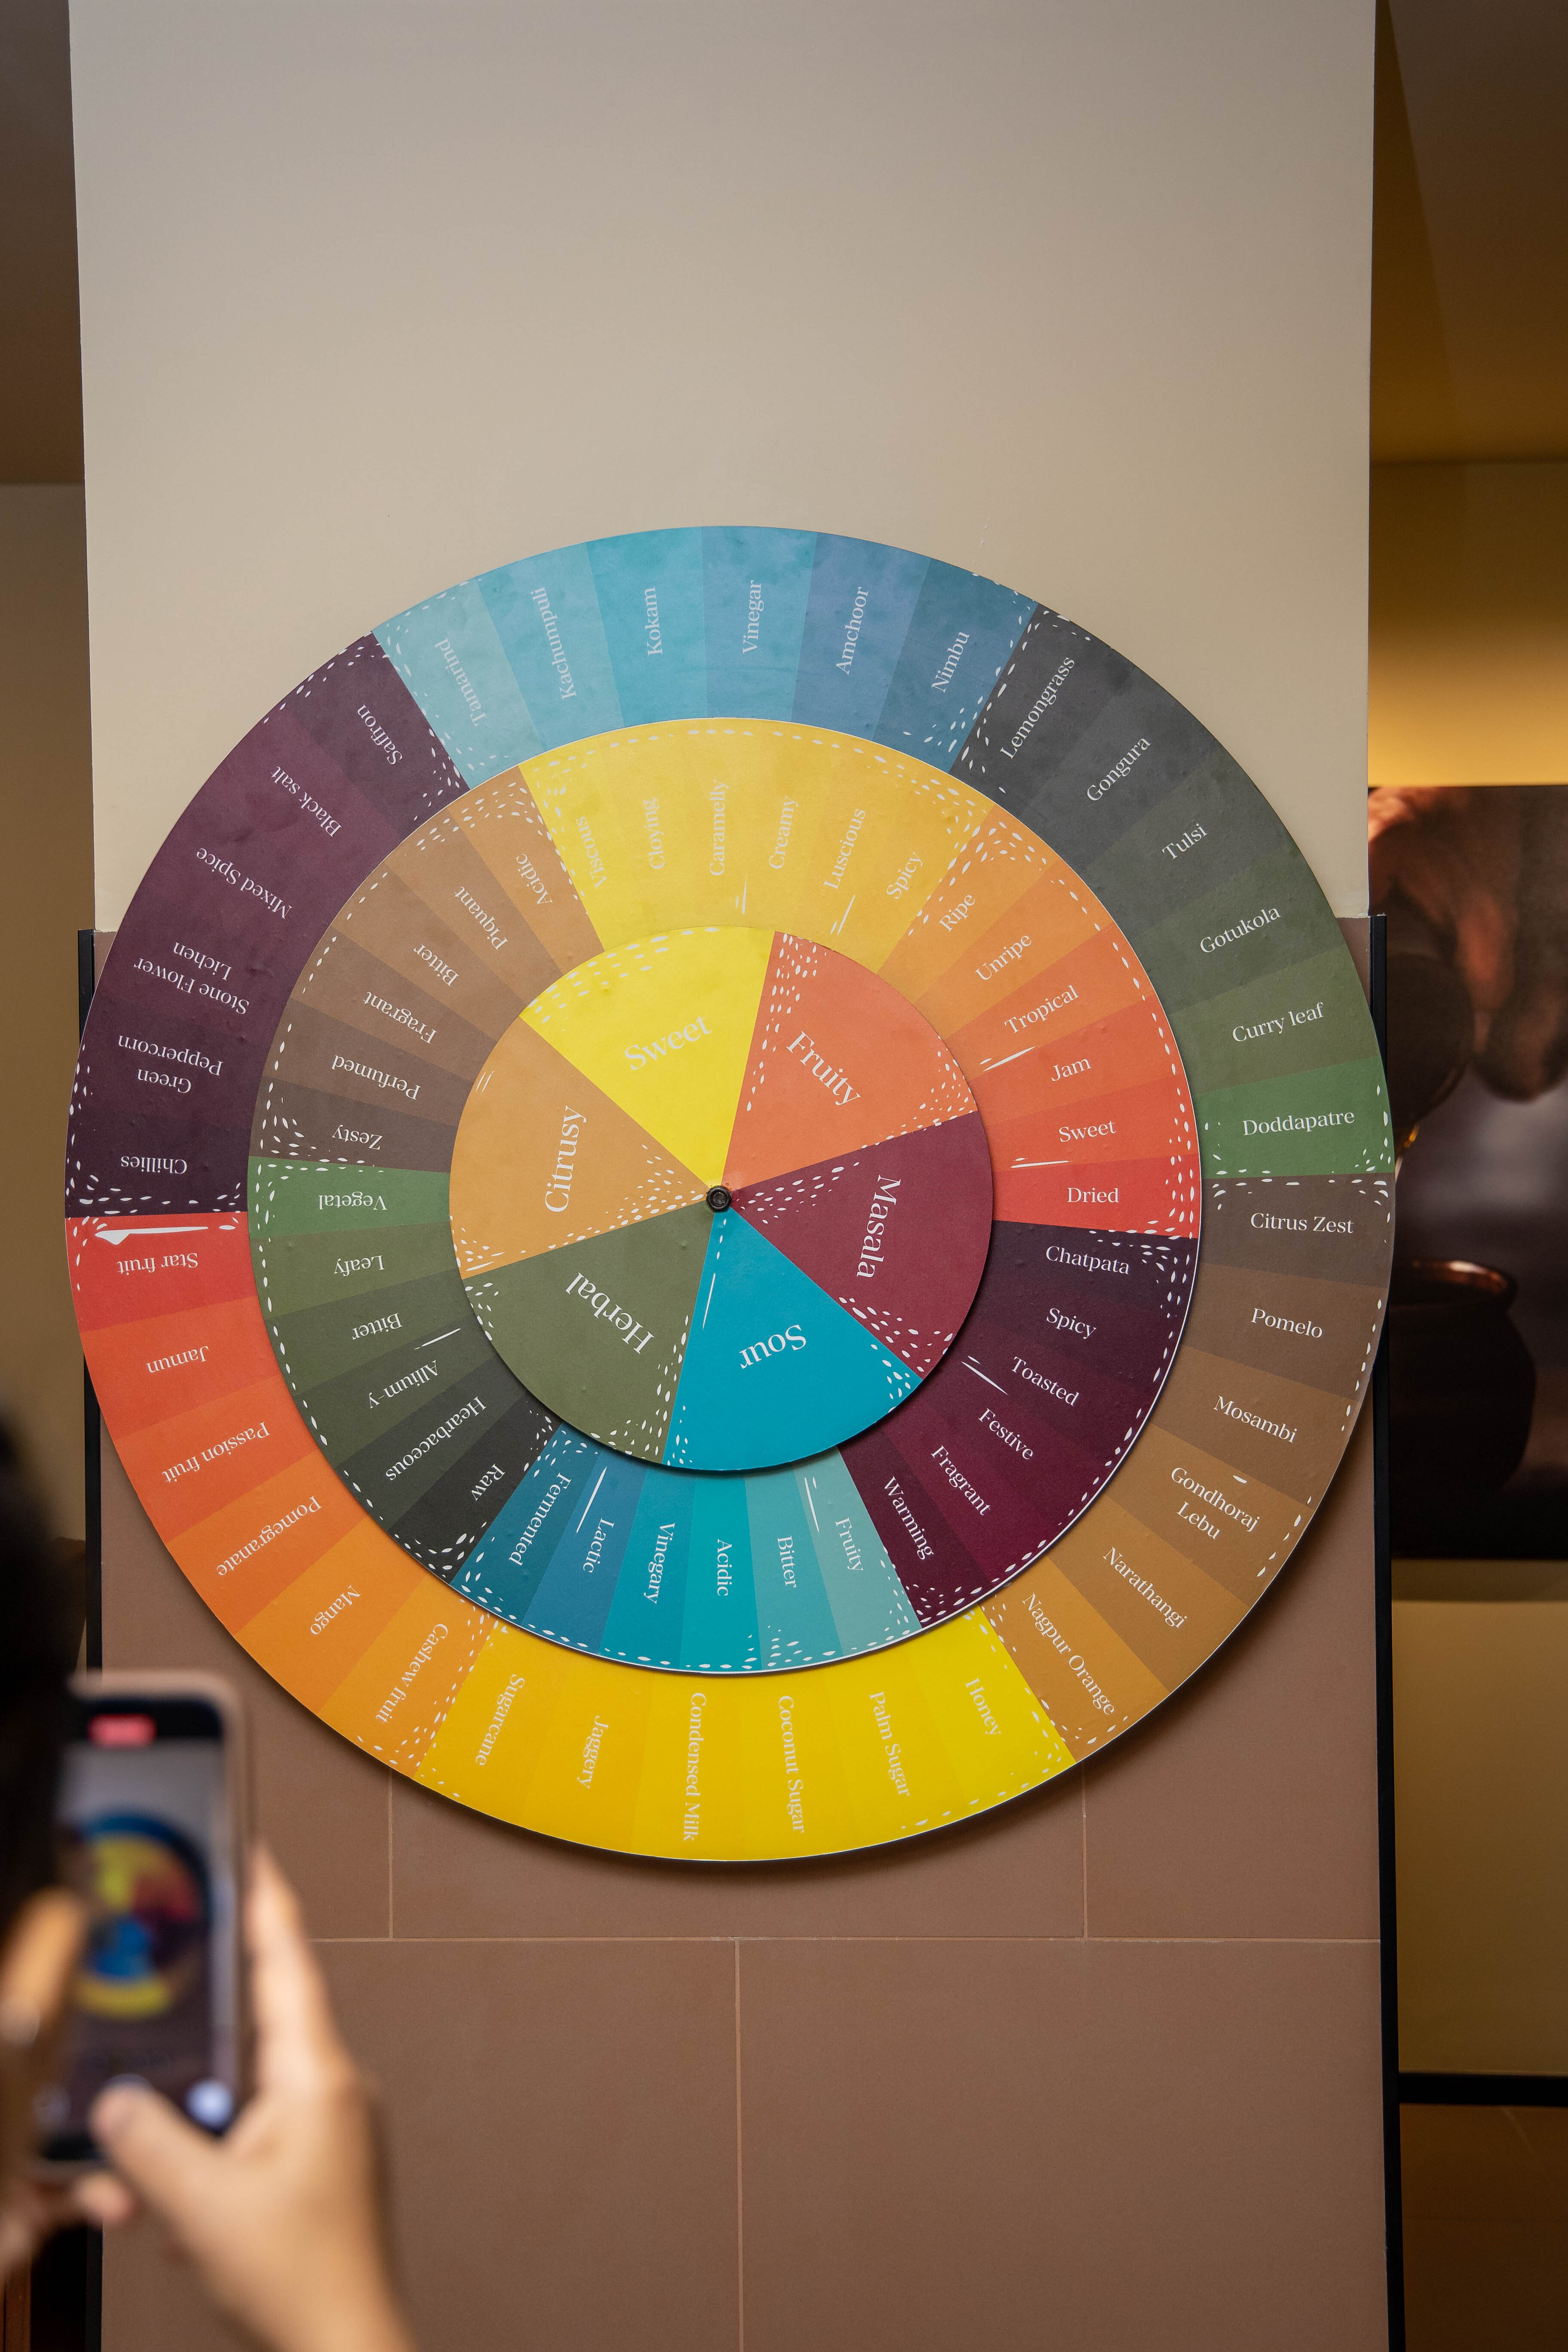 Tamarind
Kachumpuli
Kokam
Vinegar
Amchoor
Nimbu
Lemongrass
Gongura
Tulsi
Gotukola
Curry leaf
Doddapatre
Citrus Zest
Pomelo
Mosambi
Gondhoraj
Lebu
Narathangi
Nagpur Orange
Honey
Palm Sugar
Coconut Sugar
Condensed Milk
Jaggery
Sugarcane
Cashew fruit
Mango
Pomegranate
Passion fruit
Jamun
Star fruit
Chillies
Green
Peppercorn
Stone Flower
Lichen
Mixed Spice
Black salt
Saffron
Viscous
Cloying
Caramelly
Creamy
Luscious
Spicy
Ripe
Unripe
Tropical
Jam
Sweet
Dried
Chatpata
Spicy
Toasted
Festive
Fragrant
Warming
Fruity
Bitter
Acidic
Vinegary
Lactic
Fermented
Raw
Hearbaceous
Allium-y
Bitter
Leafy
Vegetal
Zesty
Perfumed
Fragrant
Bitter
Piquant
Acidic
Sweet
Fruity
Masala
Sour
Herbal
Citrusy